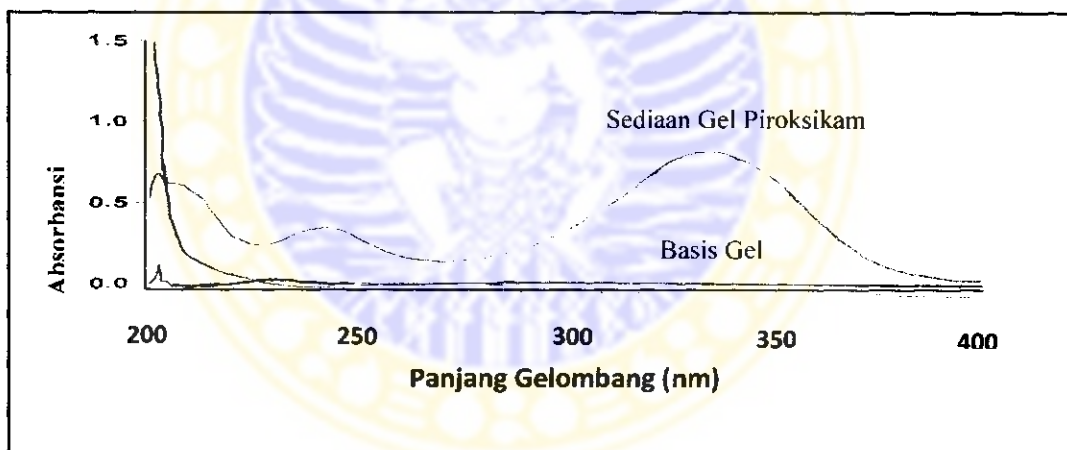 1.5
1.0
0.5
0.0
Absorbansi
Sediaan Gel Piroksikam
Basis Gel
200 250 300 350 400
Panjang Gelombang (nm)